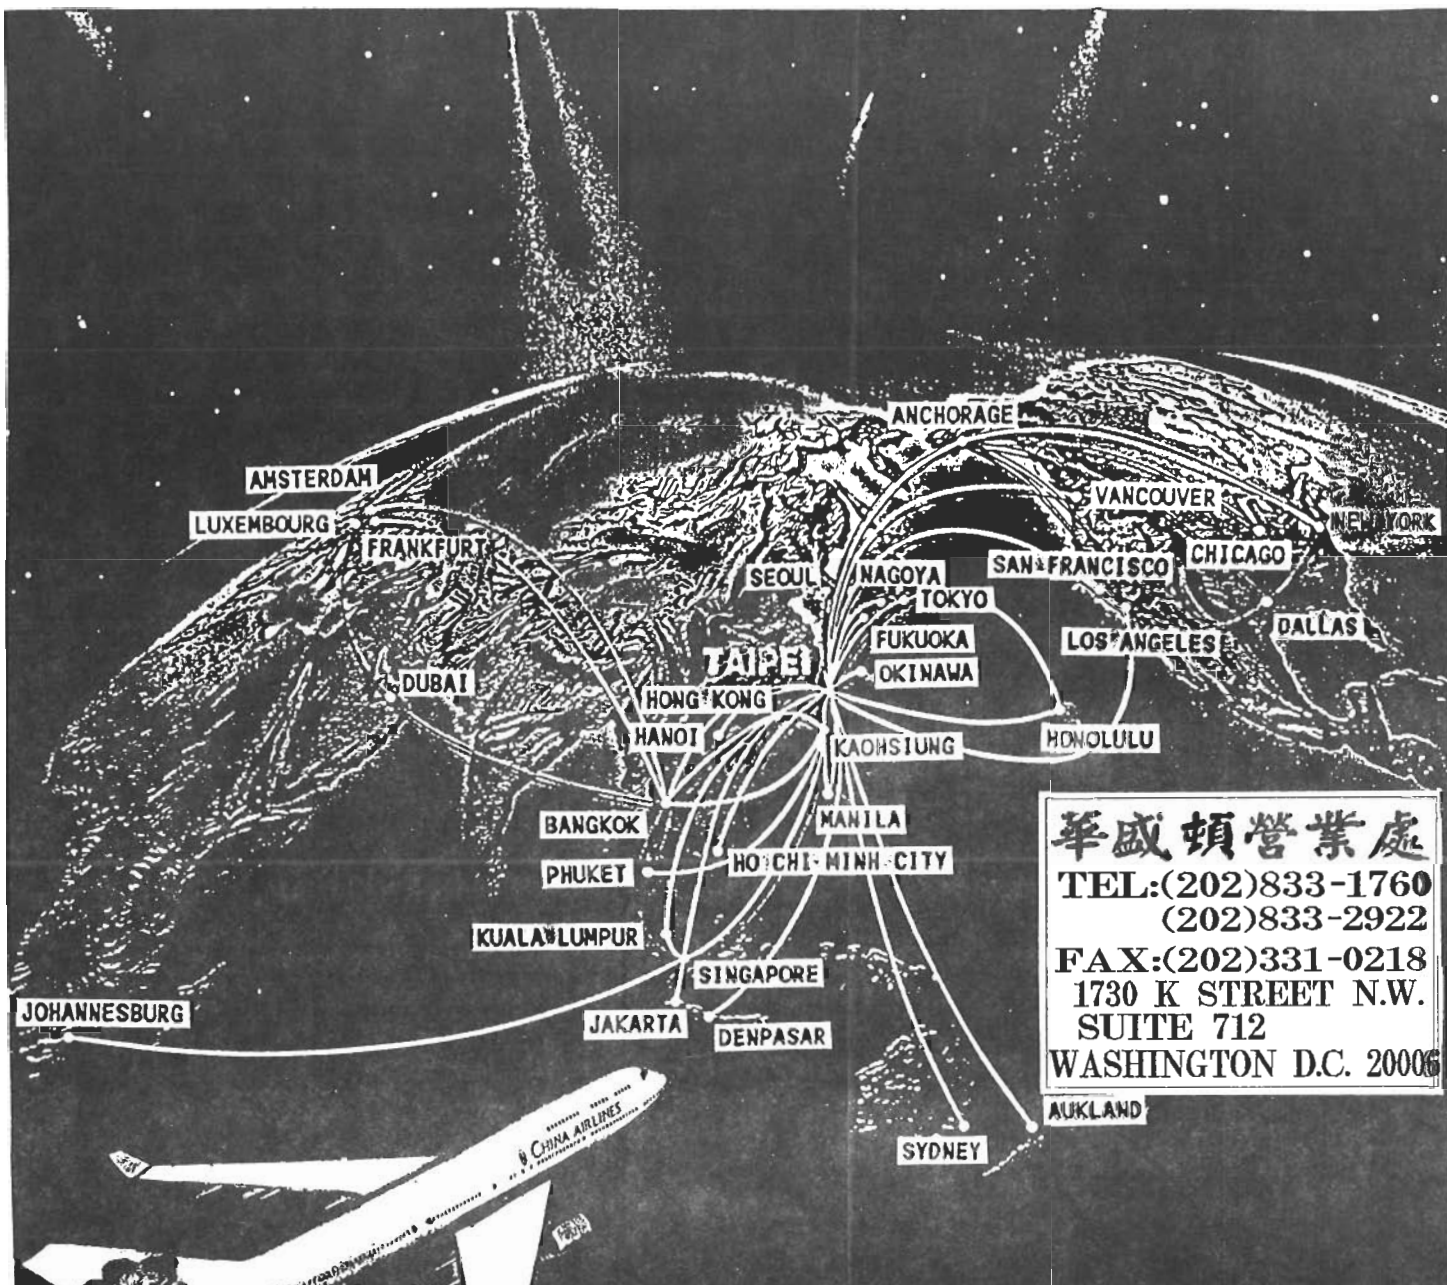 ANCHORAGE
AMSTERDAM
VANCOUVER
LUXEMBOURG
NEW YORK
FRANKFURT
CHICAGO
SAN FRANCISCO
SEOUL
NAGOYA
TOKYO
DALLAS
FUKUOKA
LOS ANGELES
TAIPEI
OKINAWA
DUBAI
HONG KONG
HANOI
KAOHSIUNG
HONOLULU
BANGKOK
MANILA
HO CHI MINH CITY
PHUKET
KUALA LUMPUR
SINGAPORE
JOHANNESBURG
JAKARTA
DENPASAR
華盛頓營業處
TEL:(202)833-1760
(202)833-2922
FAX:(202)331-0218
1730 K STREET N.W.
SUITE 712
WASHINGTON D.C. 20006
AUKLAND
SYDNEY
CHINA AIRLINES